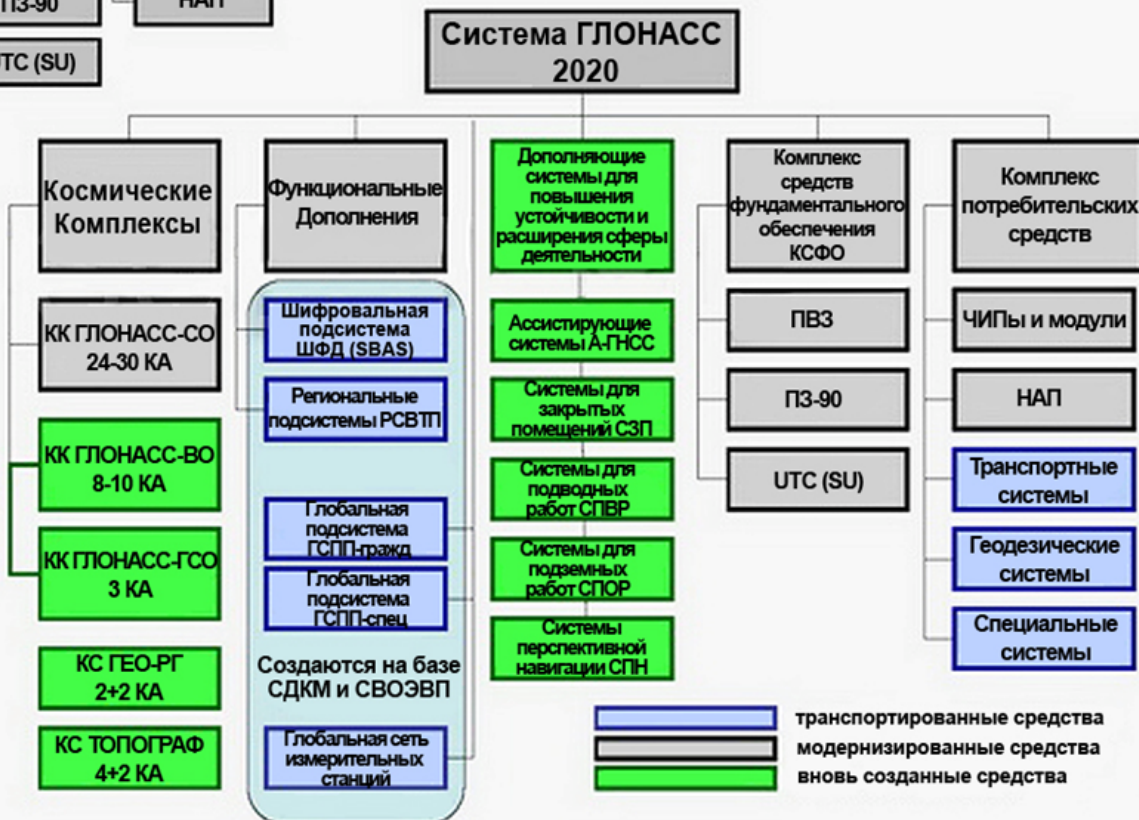 ПЗ-90
НАП
UTC (SU)
Система ГЛОНАСС
2020
Космические
Комплексы
КК ГЛОНАСС-СО
24-30 КА
КК ГЛОНАСС-ВО
8-10 КА
КК ГЛОНАСС-ГСО
3 КА
КС ГЕО-РГ
2+2 КА
КС ТОПОГРАФ
4+2 КА
Функциональные
Дополнения
Шифровальная
подсистема
ШФД (SBAS)
Региональные
подсистемы РСВТП
Глобальная
подсистема
ГСПП-гражд
Глобальная
подсистема
ГСПП-спец
Создаются на базе
СДКМ и СВОЭВП
Глобальная сеть
измерительных
станций
Дополняющие
системы для
повышения
устойчивости и
расширения сферы
деятельности
Ассистирующие
системы А-ГНСС
Системы для
закрытых
помещений СЗП
Системы для
подводных
работ СПВР
Системы для
подземных
работ СПОР
Системы
перспективной
навигации СПН
Комплекс
средств
фундаментального
обеспечения
КСФО
ПВЗ
ПЗ-90
UTC (SU)
Комплекс
потребительских
средств
ЧИПы и модули
НАП
Транспортные
системы
Геодезические
системы
Специальные
системы
транспортированные средства
модернизированные средства
вновь созданные средства